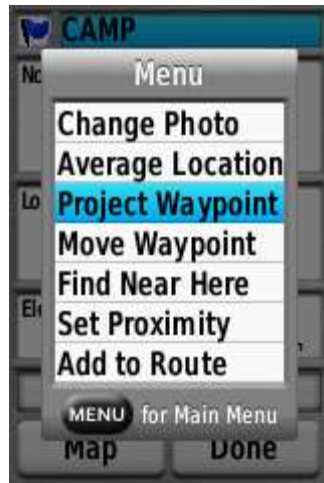 CAMP
Menu
Change Photo
Average Location
Project Waypoint
Move Waypoint
Find Near Here
Set Proximity
Add to Route
MENU for Main Menu
Map Done